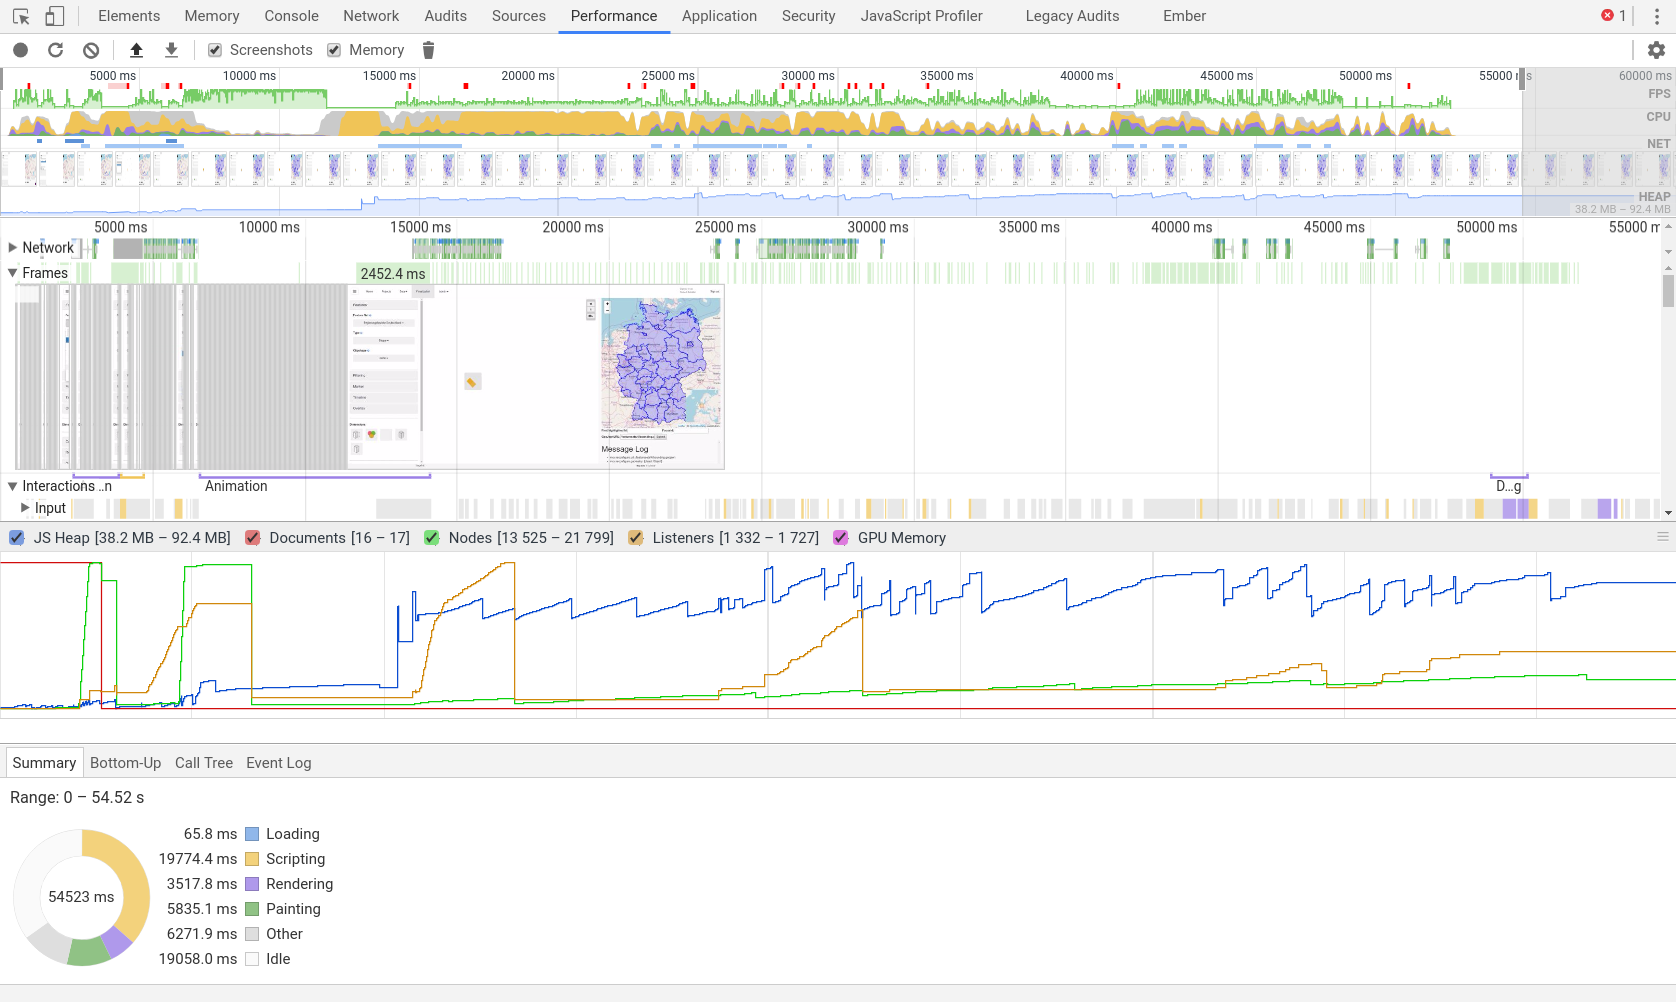 Elements Memory Console Network Audits Sources Performance Application Security JavaScript Profiler Legacy Audits Ember 1
Screenshots Memory
5000 ms 10000 ms 15000 ms 20000 ms 25000 ms 30000 ms 35000 ms 40000 ms 45000 ms 50000 ms 55000 s 60000 ms
FPS
CPU
NET
HEAP
38.2 MB – 92.4 MB
5000 ms 10000 ms 15000 ms 20000 ms 25000 ms 30000 ms 35000 ms 40000 ms 45000 ms 50000 ms 55000 m
Network
Frames 2452.4 ms
Message Log
Interactions ...n Animation D...g
Input
JS Heap [38.2 MB – 92.4 MB] Documents [16 – 17] Nodes [13 525 – 21 799] Listeners [1 332 – 1 727] GPU Memory
Summary Bottom-Up Call Tree Event Log
Range: 0 – 54.52 s
54523 ms
65.8 ms Loading
19774.4 ms Scripting
3517.8 ms Rendering
5835.1 ms Painting
6271.9 ms Other
19058.0 ms Idle